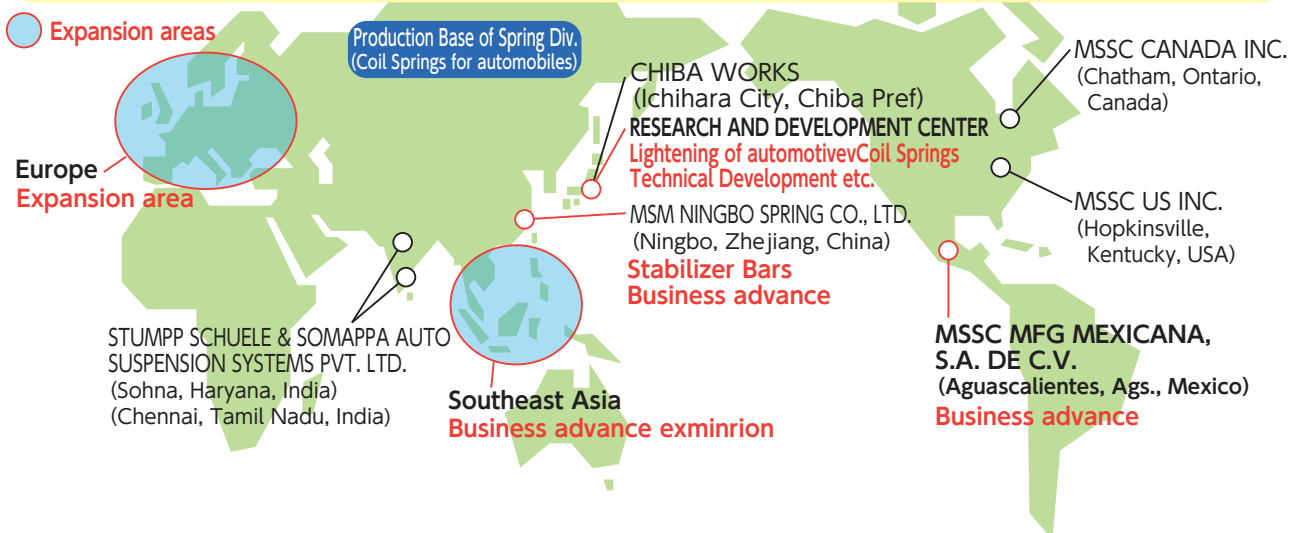 Expansion areas
Production Base of Spring Div.
(Coil Springs for automobiles)
Europe
Expansion area
STUMPP SCHUELE & SOMAPPA AUTO
SUSPENSION SYSTEMS PVT. LTD.
(Sohna, Haryana, India)
(Chennai, Tamil Nadu, India)
CHIBA WORKS
(Ichihara City, Chiba Pref)
RESEARCH AND DEVELOPMENT CENTER
Lightening of automotivevCoil Springs
Technical Development etc.
MSM NINGBO SPRING CO., LTD.
(Ningbo, Zhejiang, China)
Stabilizer Bars
Business advance
Southeast Asia
Business advance exminrion
MSSC CANADA INC.
(Chatham, Ontario,
Canada)
MSSC US INC.
(Hopkinsville,
Kentucky, USA)
MSSC MFG MEXICANA,
S.A. DE C.V.
(Aguascalientes, Ags., Mexico)
Business advance